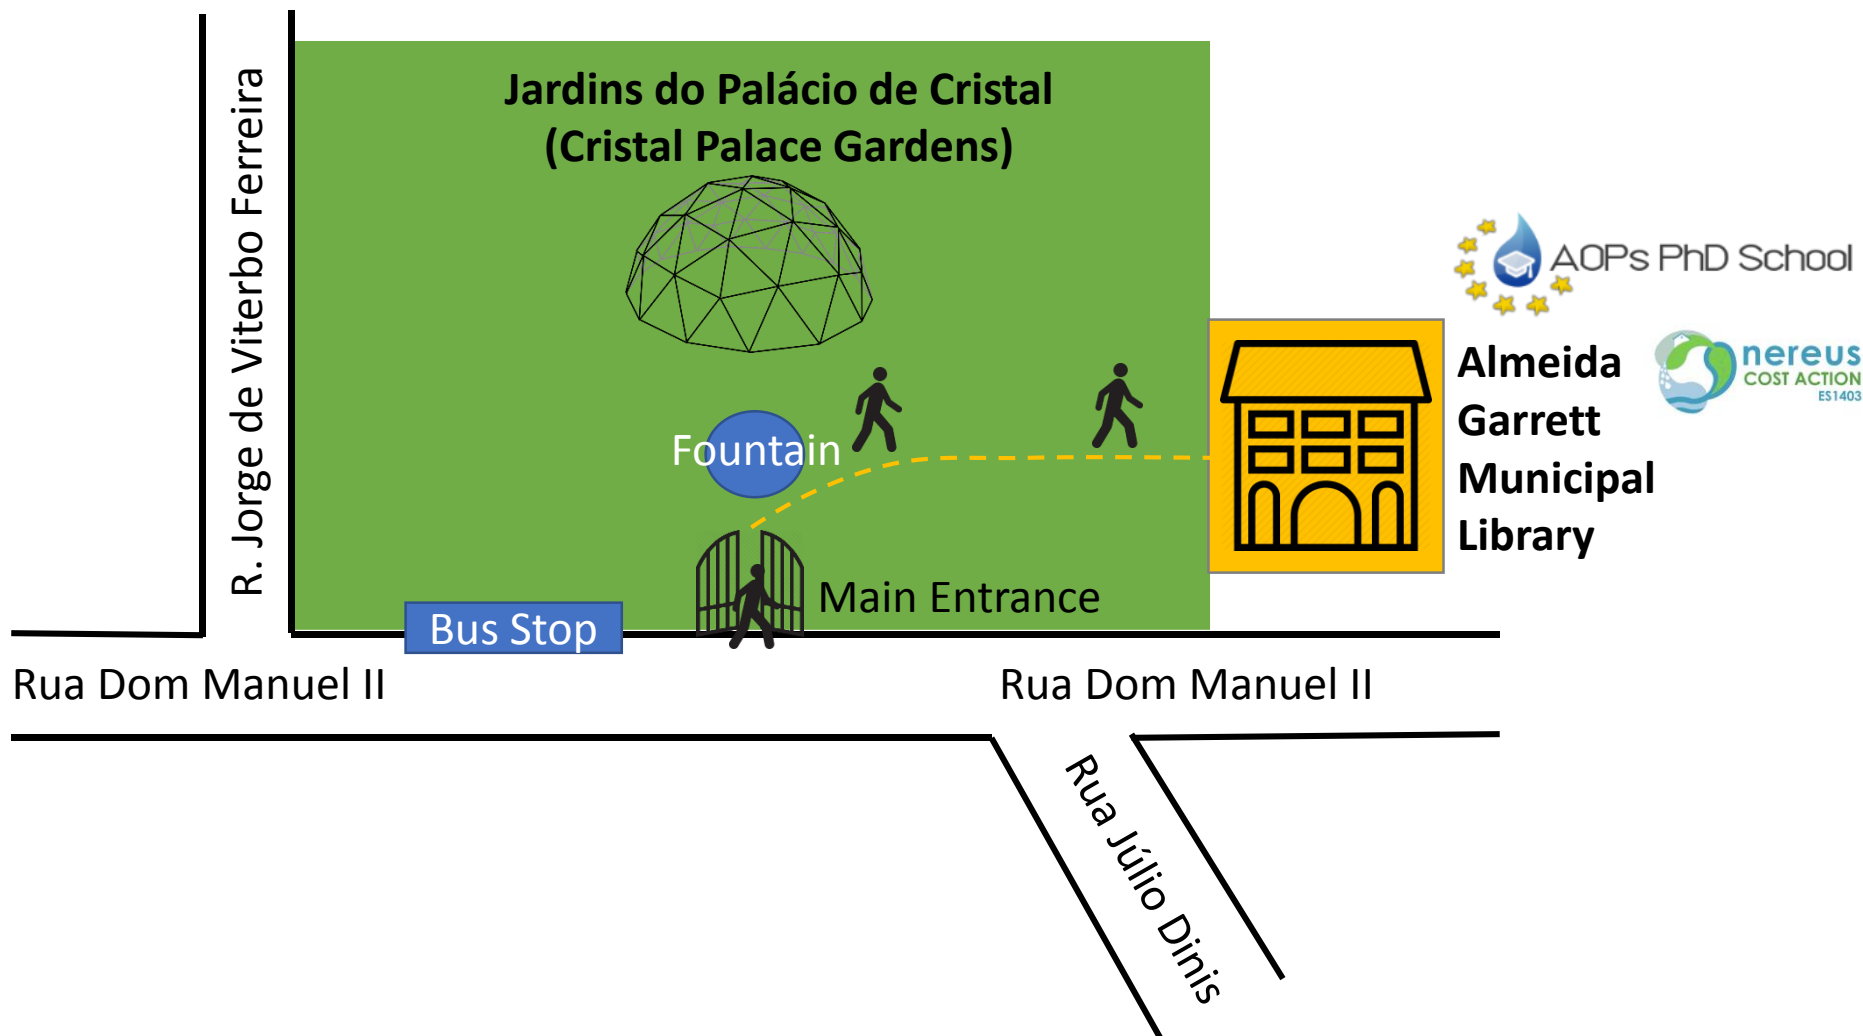 Jardins do Palácio de Cristal
(Cristal Palace Gardens)
R. Jorge de Viterbo Ferreira
AOPs PhD School
Almeida
Garrett
Municipal
Library
nereus
COST ACTION
ES1403
Fountain
Main Entrance
Bus Stop
Rua Dom Manuel II
Rua Dom Manuel II
Rua Júlio Dinis